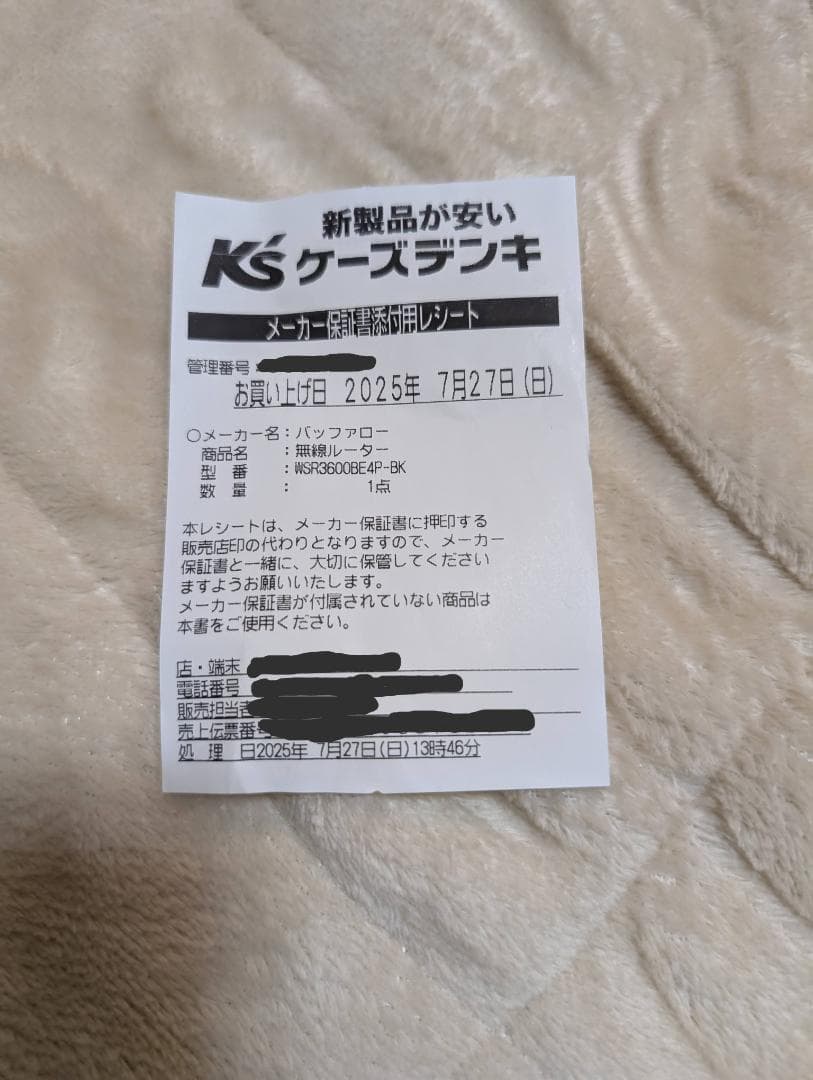 新製品が安い
K's ケーズデンキ
メーカー保証書添付用レシート
管理番号
お買い上げ日 2025年 7月27日(日)
○メーカー名：バッファロー
商品名 ：無線ルーター
型 番 ：WSR3600BE4P-BK
数 量 ： 1点
本レシートは、メーカー保証書に押印する
販売店印の代わりとなりますので、メーカー
保証書と一緒に、大切に保管してください
ますようお願いいたします。
メーカー保証書が付属されていない商品は
本書をご使用ください。
店・端末
電話番号
販売担当者
売上伝票番号
処 理 日2025年 7月27日(日)13時46分